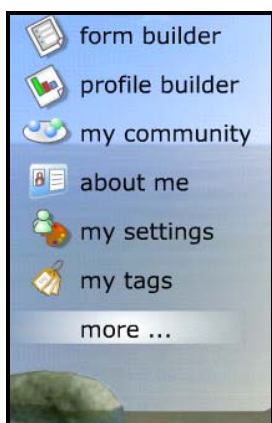 form builder
profile builder
my community
about me
my settings
my tags
more ...